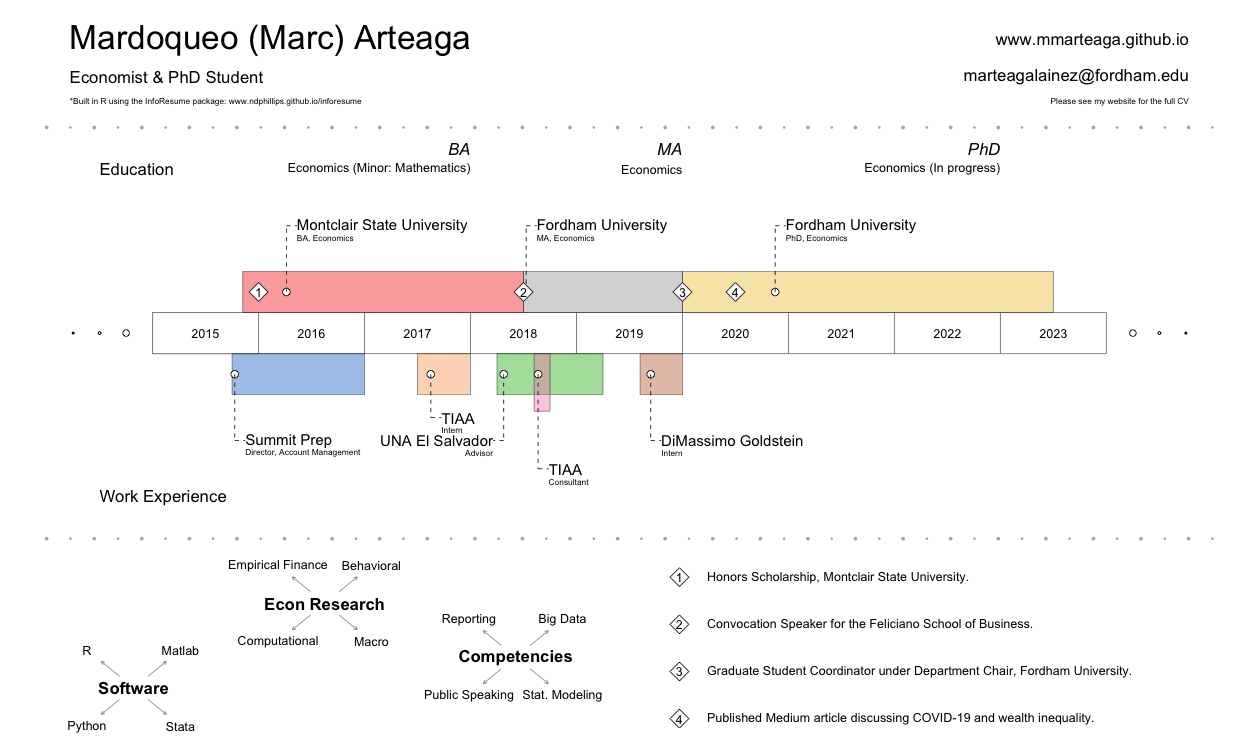 Mardoqueo (Marc) Arteaga
www.mmarteaga.github.io
Economist & PhD Student
marteagalainez@fordham.edu
*Built in R using the InfoResume package: www.ndphillips.github.io/inforesume
Please see my website for the full CV
Education
BA
Economics (Minor: Mathematics)
MA
Economics
PhD
Economics (In progress)
Montclair State University
BA, Economics
Fordham University
MA, Economics
Fordham University
PhD, Economics
1
2
3
4
2015 2016 2017 2018 2019 2020 2021 2022 2023
Summit Prep
Director, Account Management
TIAA
Intern
UNA El Salvador
Advisor
TIAA
Consultant
DiMassimo Goldstein
Intern
Work Experience
Empirical Finance Behavioral
Econ Research
Computational Macro
Reporting Big Data
Competencies
Public Speaking Stat. Modeling
R Matlab
Software
Python Stata
1 Honors Scholarship, Montclair State University.
2 Convocation Speaker for the Feliciano School of Business.
3 Graduate Student Coordinator under Department Chair, Fordham University.
4 Published Medium article discussing COVID-19 and wealth inequality.